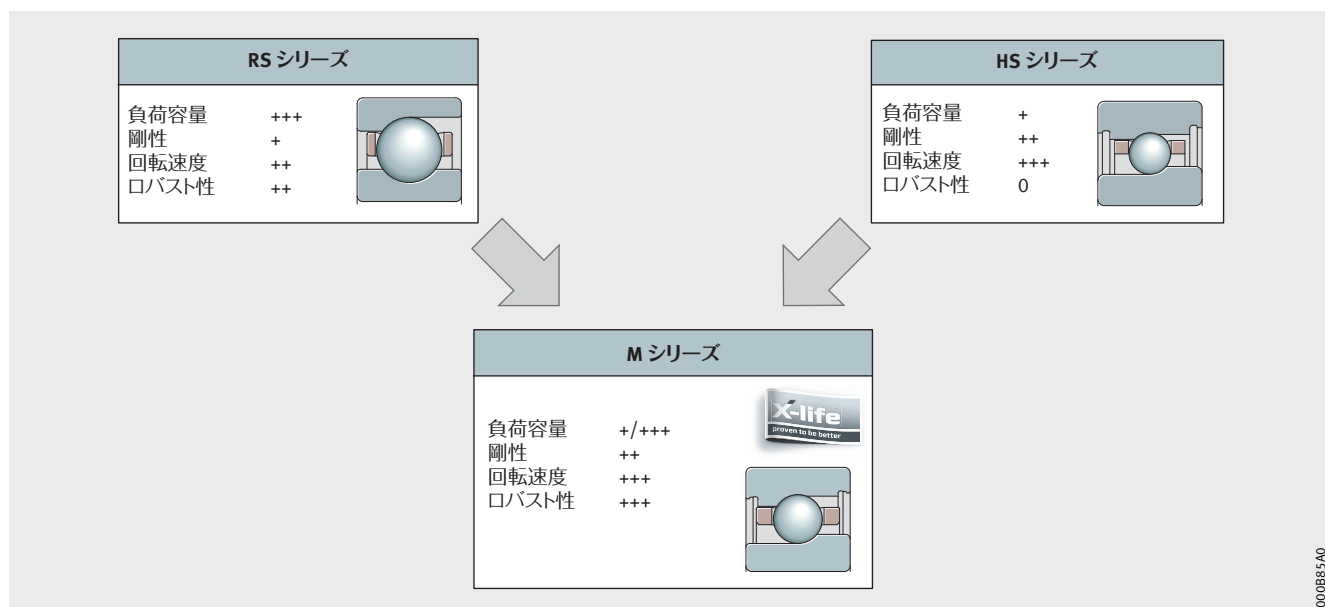 RS シリーズ
負荷容量 +++
剛性 +
回転速度 ++
ロバスト性 ++
HS シリーズ
負荷容量 +
剛性 ++
回転速度 +++
ロバスト性 0
M シリーズ
X-life
proven to be better
負荷容量 +/+++
剛性 ++
回転速度 +++
ロバスト性 +++
000B85A0